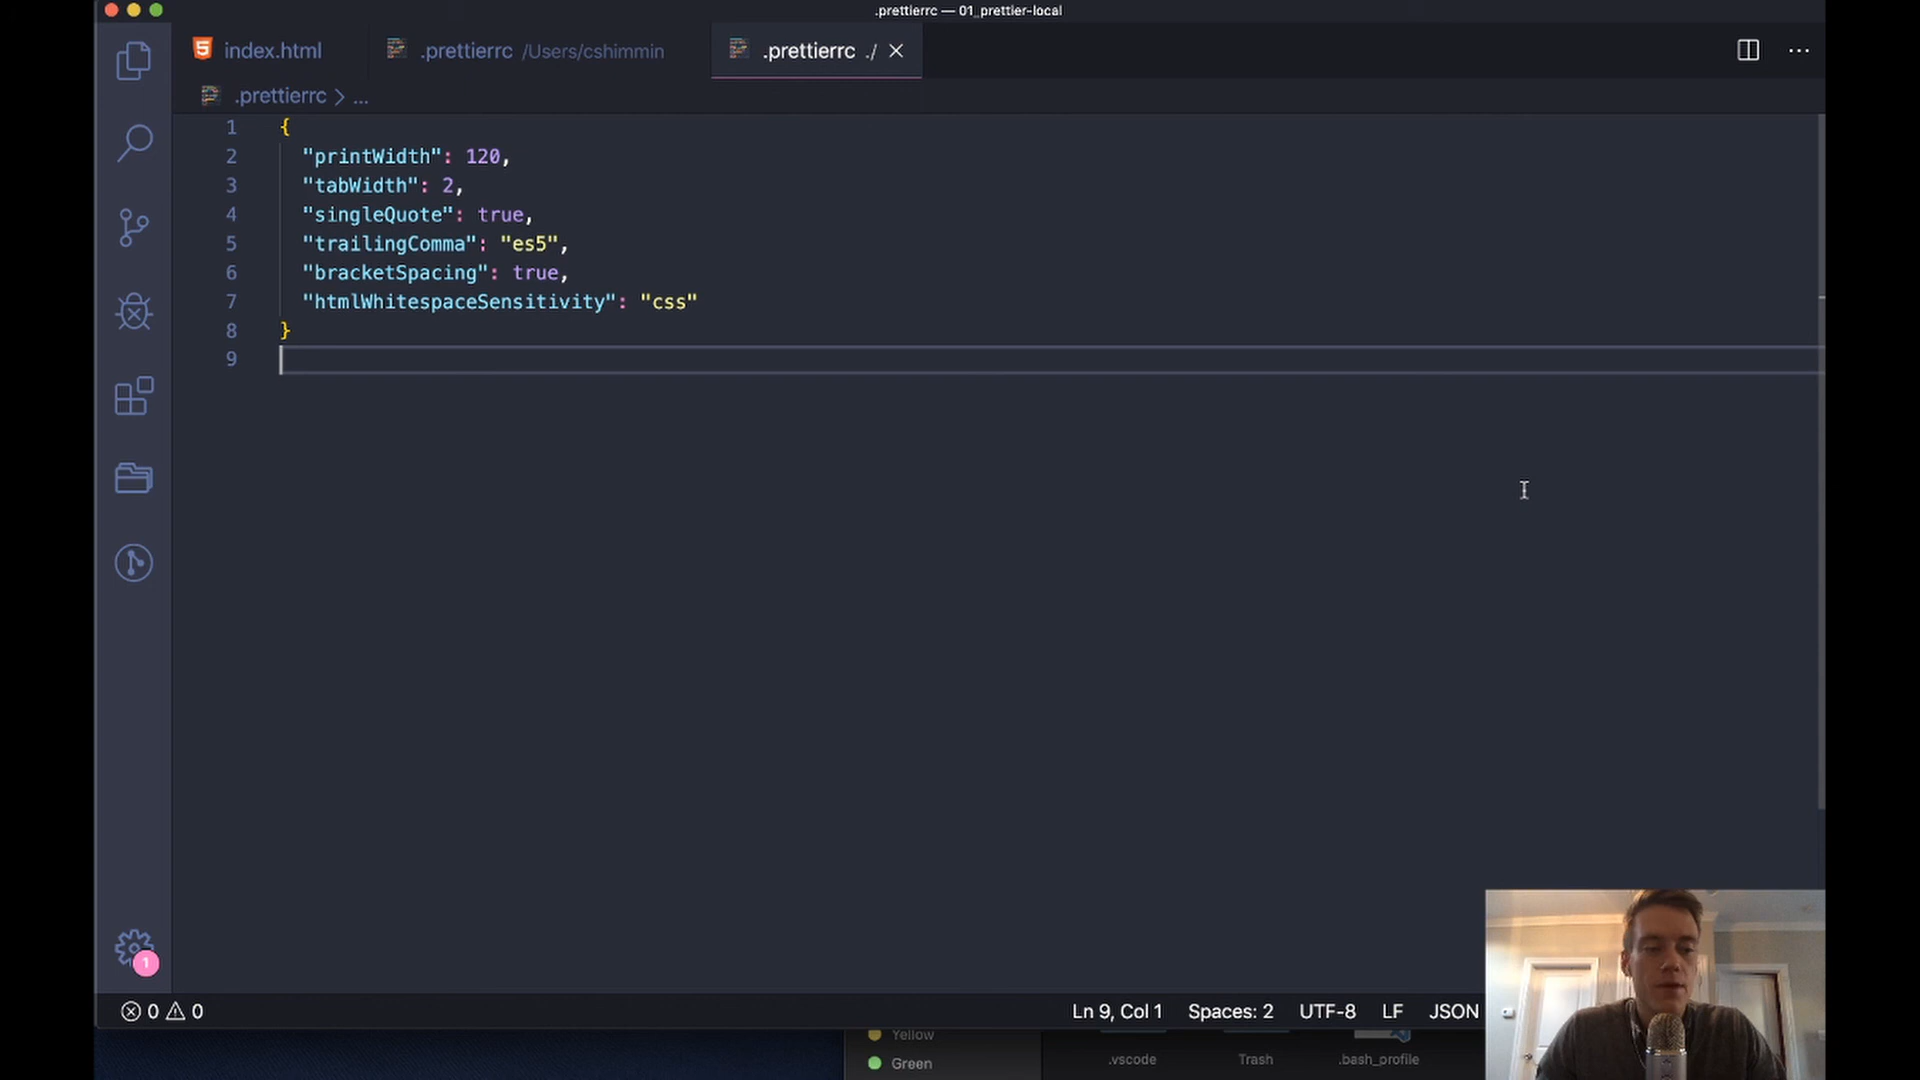 .prettierrc — 01_prettier-local
index.html
.prettierrc /Users/cshimmin
.prettierrc ./
.prettierrc > ...
1 {
2 "printWidth": 120,
3 "tabWidth": 2,
4 "singleQuote": true,
5 "trailingComma": "es5",
6 "bracketSpacing": true,
7 "htmlWhitespaceSensitivity": "css"
8 }
9
1
0 0
Ln 9, Col 1 Spaces: 2 UTF-8 LF JSON
Yellow
Green
.vscode Trash .bash_profile